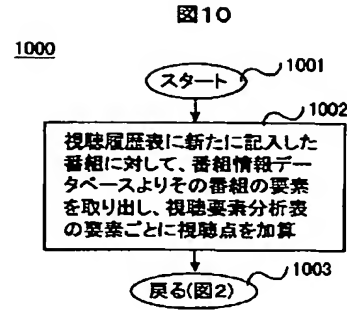 図10
1000
スタート
1001
1002
視聴履歴表に新たに記入した
番組に対して、番組情報デー
タベースよりその番組の要素
を取り出し、視聴要素分析表
の要素ごとに視聴点を加算
戻る(図2)
1003